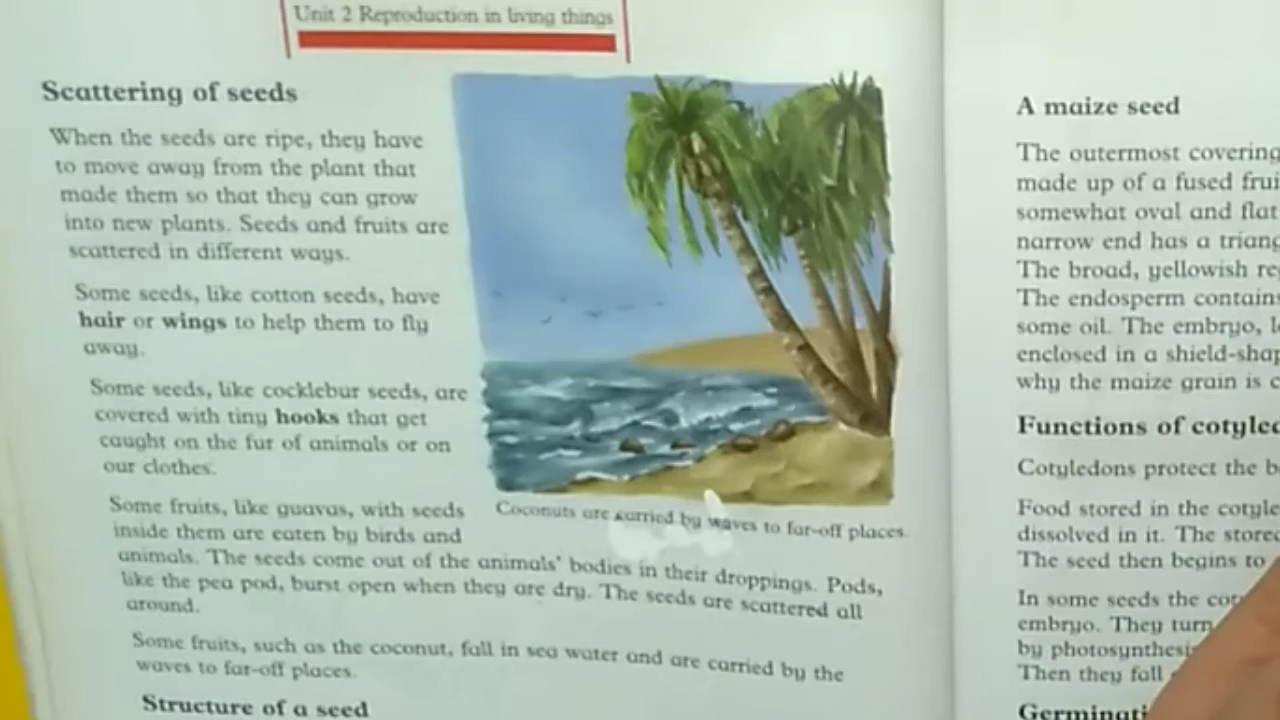 Unit 2 Reproduction in living things
Scattering of seeds
When the seeds are ripe, they have
to move away from the plant that
made them so that they can grow
into new plants. Seeds and fruits are
scattered in different ways.
Some seeds, like cotton seeds, have
hair or wings to help them to fly
away.
Some seeds, like cocklebur seeds, are
covered with tiny hooks that get
caught on the fur of animals or on
our clothes.
Some fruits, like guavas, with seeds
inside them are eaten by birds and
animals. The seeds come out of the animals' bodies in their droppings. Pods,
like the pea pod, burst open when they are dry. The seeds are scattered all
around.
Some fruits, such as the coconut, fall in sea water and are carried by the
waves to far-off places.
Structure of a seed
Coconuts are carried by waves to far-off places.
A maize seed
The outermost covering
made up of a fused
somewhat oval and flat
narrow end has a
The broad, yellowish
The endosperm contains
some oil. The embryo,
enclosed in a
why the maize grain is
Functions of
Cotyledons protect the
Food stored in the
dissolved in it. The
The seed then begins to
In some seeds the
embryo. They turn
by
Then they fall